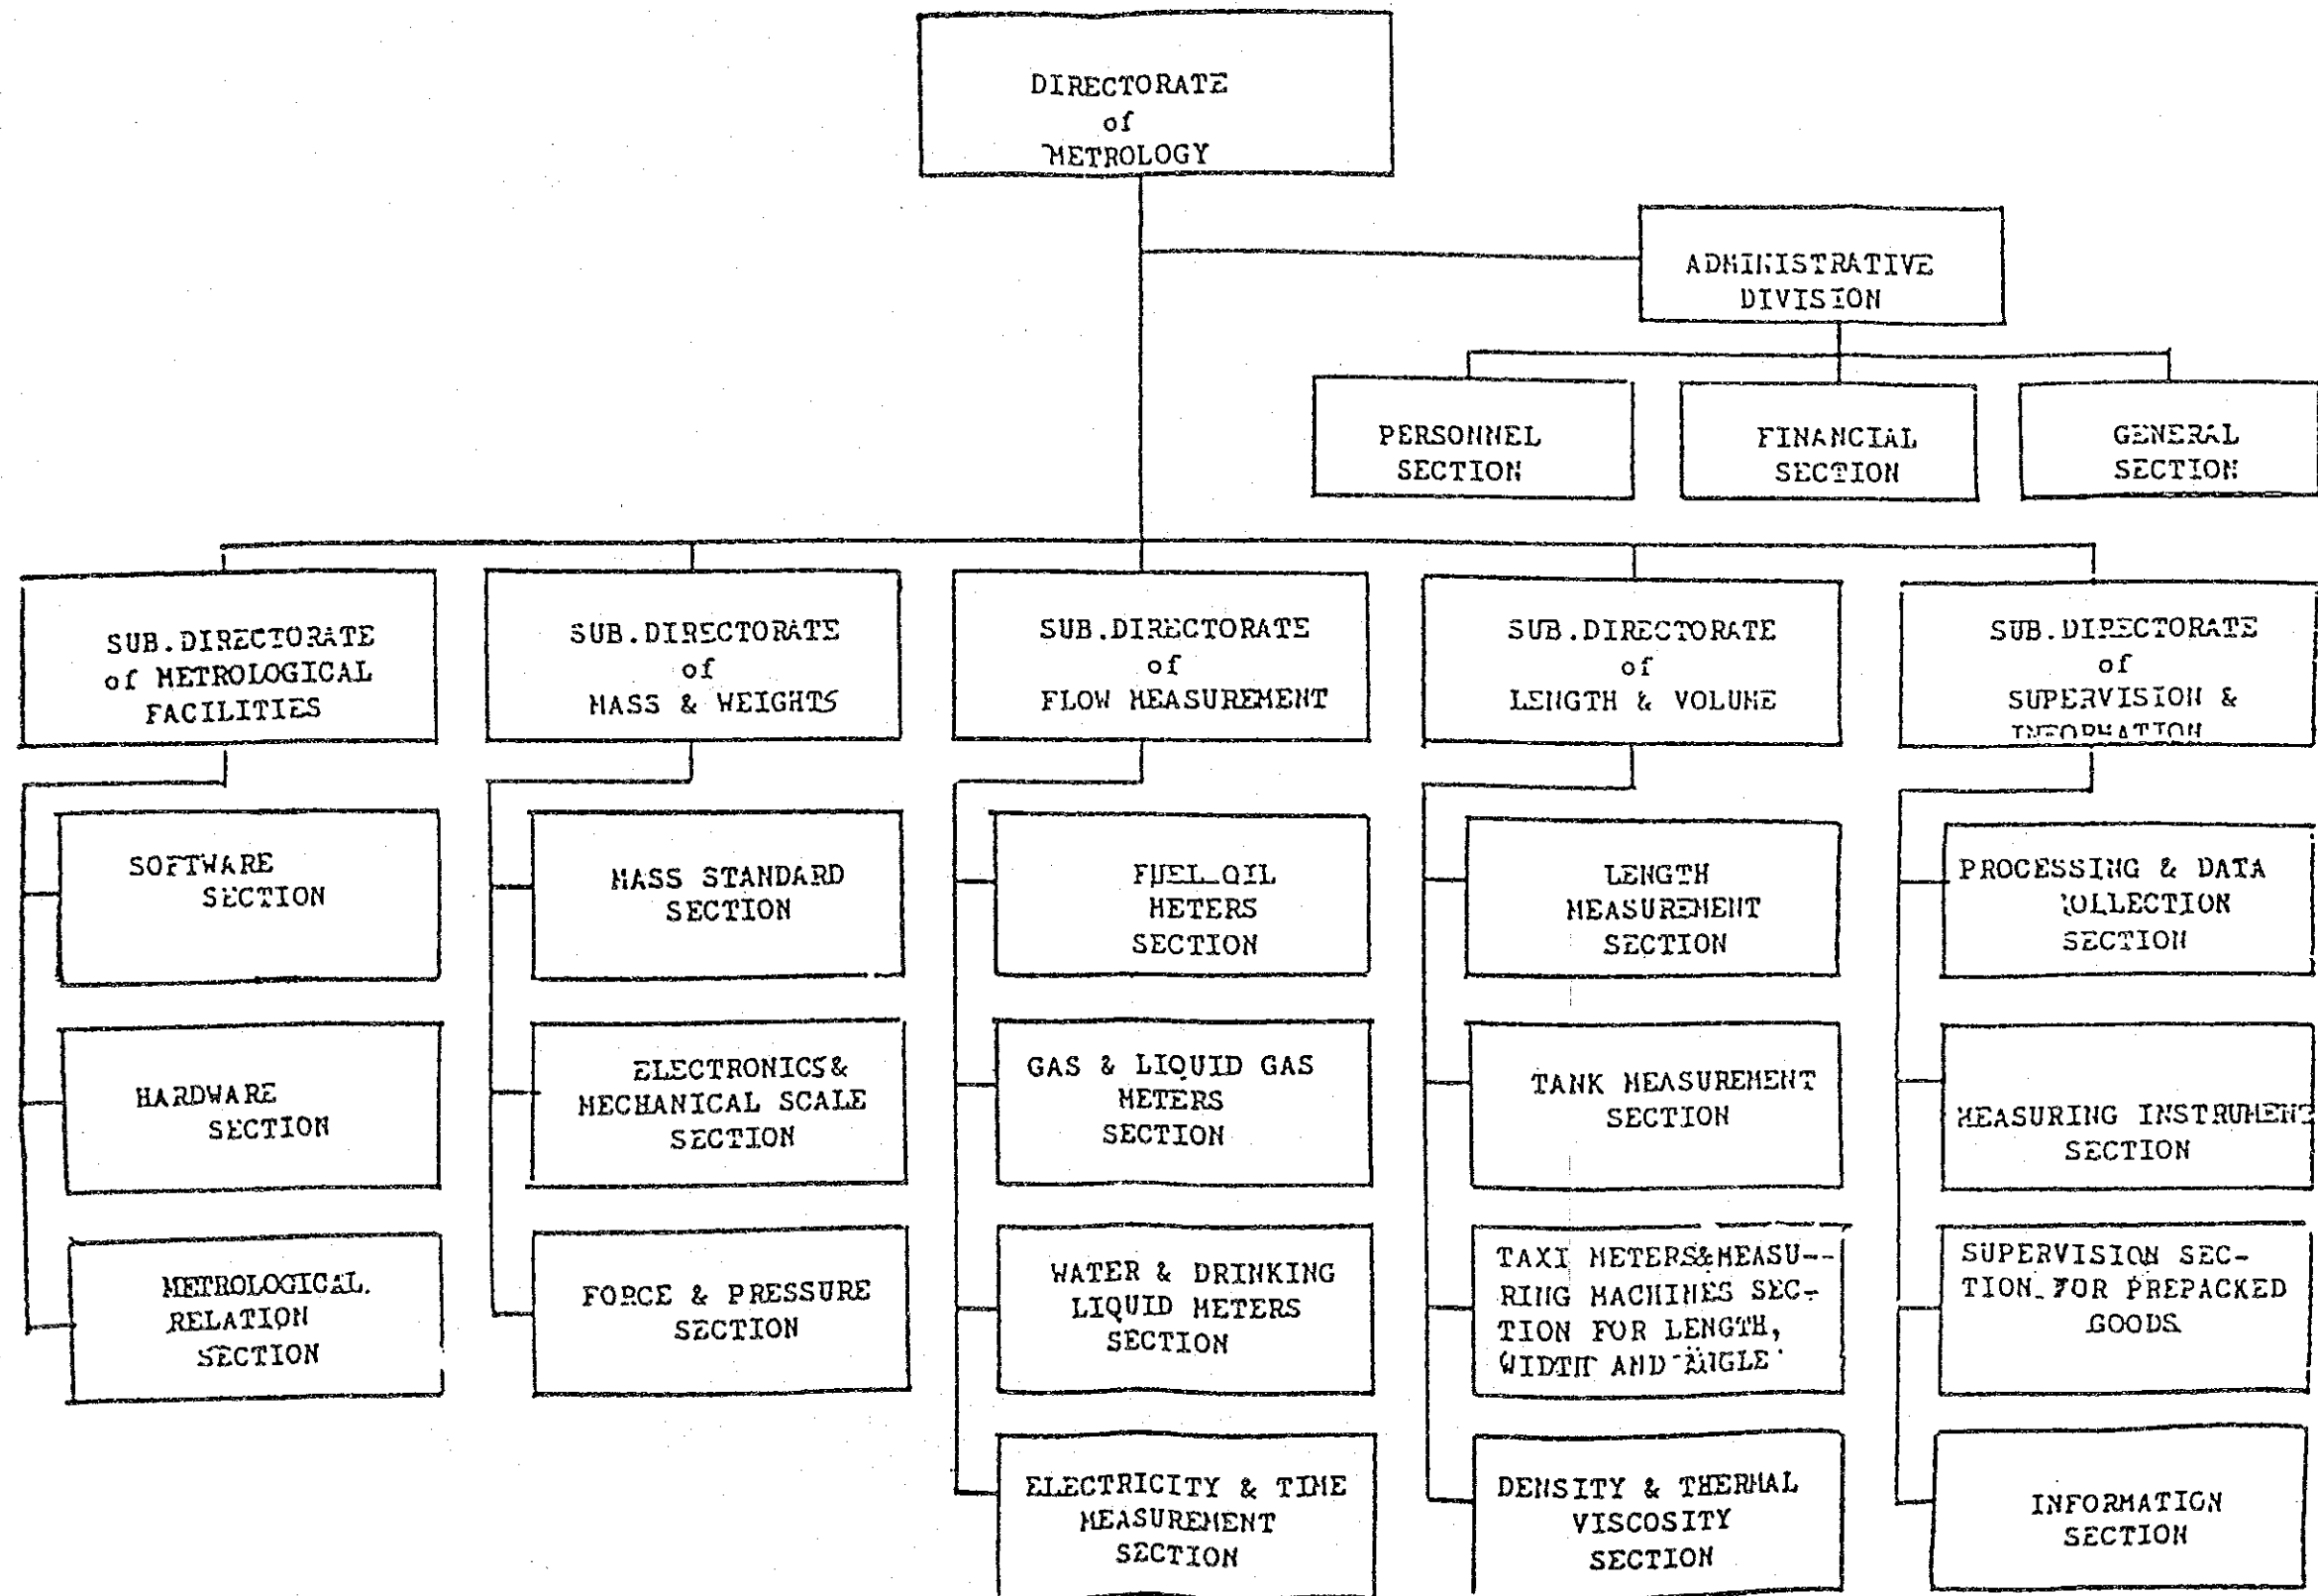 DIRECTORATE
of
METROLOGY
ADMINISTRATIVE
DIVISION
PERSONNEL
SECTION
FINANCIAL
SECTION
GENERAL
SECTION
SUB.DIRECTORATE
of METROLOGICAL
FACILITIES
SUB.DIRECTORATE
of
MASS & WEIGHTS
SUB.DIRECTORATE
of
FLOW MEASUREMENT
SUB.DIRECTORATE
of
LENGTH & VOLUME
SUB.DIRECTORATE
of
SUPERVISION &
INFORMATION
SOFTWARE
SECTION
HARDWARE
SECTION
METROLOGICAL.
RELATION
SECTION
MASS STANDARD
SECTION
ELECTRONICS&
MECHANICAL SCALE
SECTION
FORCE & PRESSURE
SECTION
FUEL OIL
METERS
SECTION
GAS & LIQUID GAS
METERS
SECTION
WATER & DRINKING
LIQUID METERS
SECTION
ELECTRICITY & TIME
MEASUREMENT
SECTION
LENGTH
MEASUREMENT
SECTION
TANK MEASUREMENT
SECTION
TAXI METERS&MEASU--
RING MACHINES SEC-
TION FOR LENGTH,
WIDTH AND ANGLE
DENSITY & THERMAL
VISCOSITY
SECTION
PROCESSING & DATA
COLLECTION
SECTION
MEASURING INSTRUMENT
SECTION
SUPERVISION SEC-
TION FOR PREPACKED
GOODS
INFORMATION
SECTION